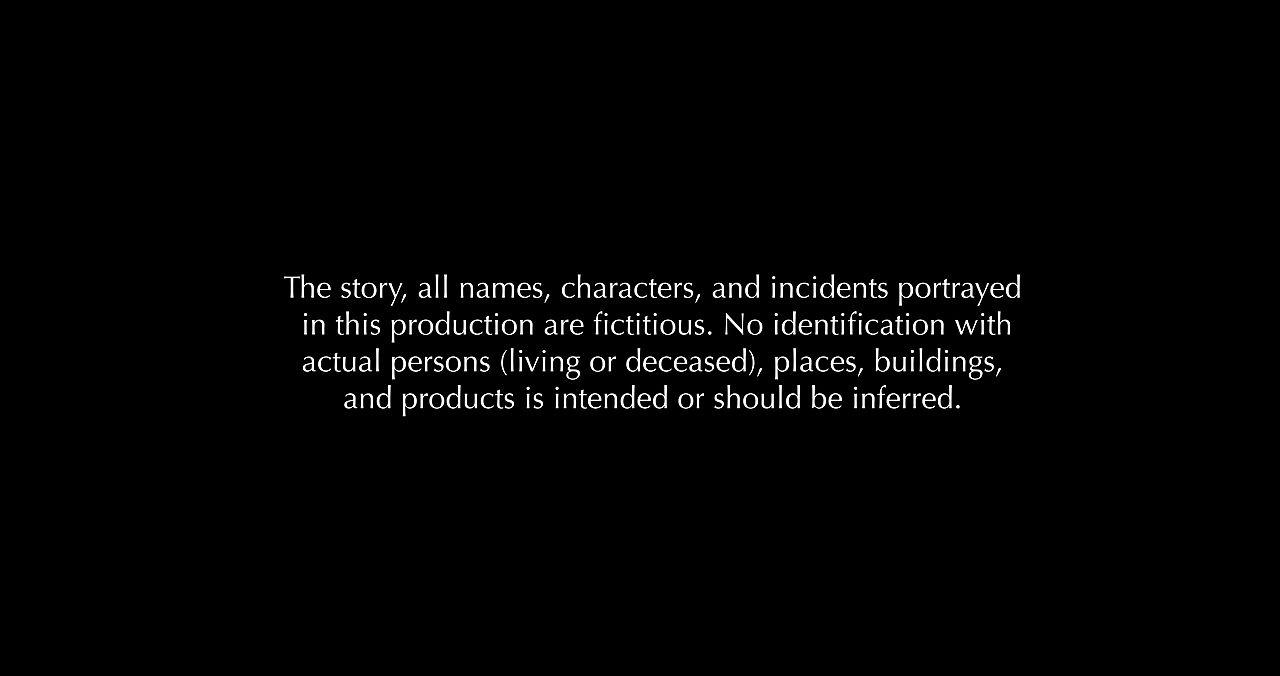 The story, all names, characters, and incidents portrayed
in this production are fictitious. No identification with
actual persons (living or deceased), places, buildings,
and products is intended or should be inferred.